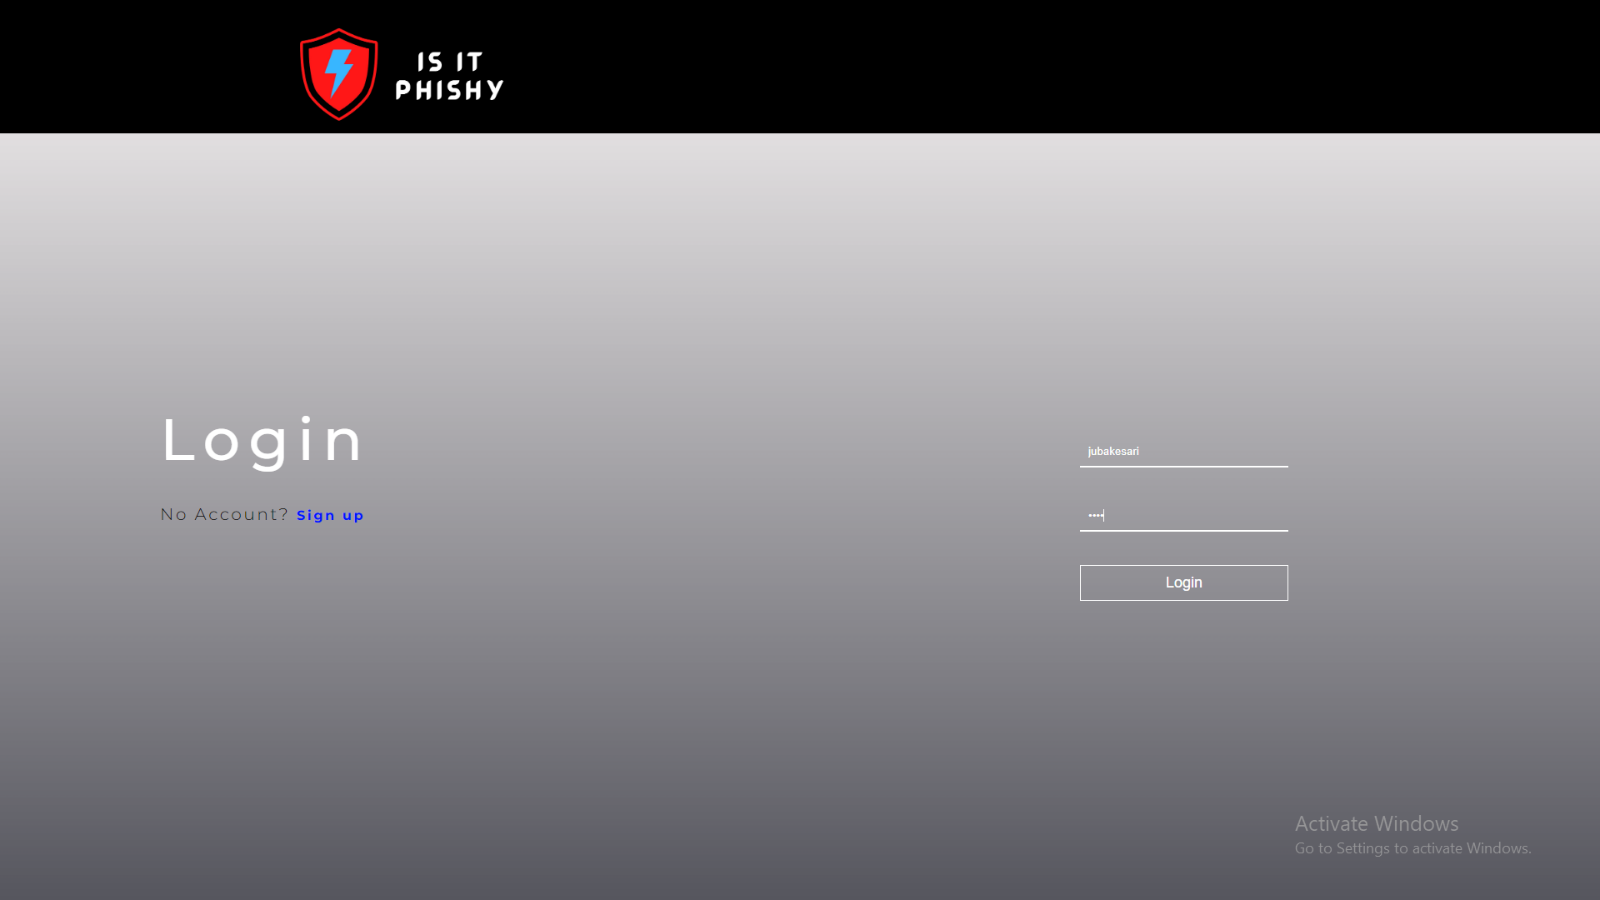 IS IT
PHISHY
Login
No Account? Sign up
jubakesari
••••
Login
Activate Windows
Go to Settings to activate Windows.